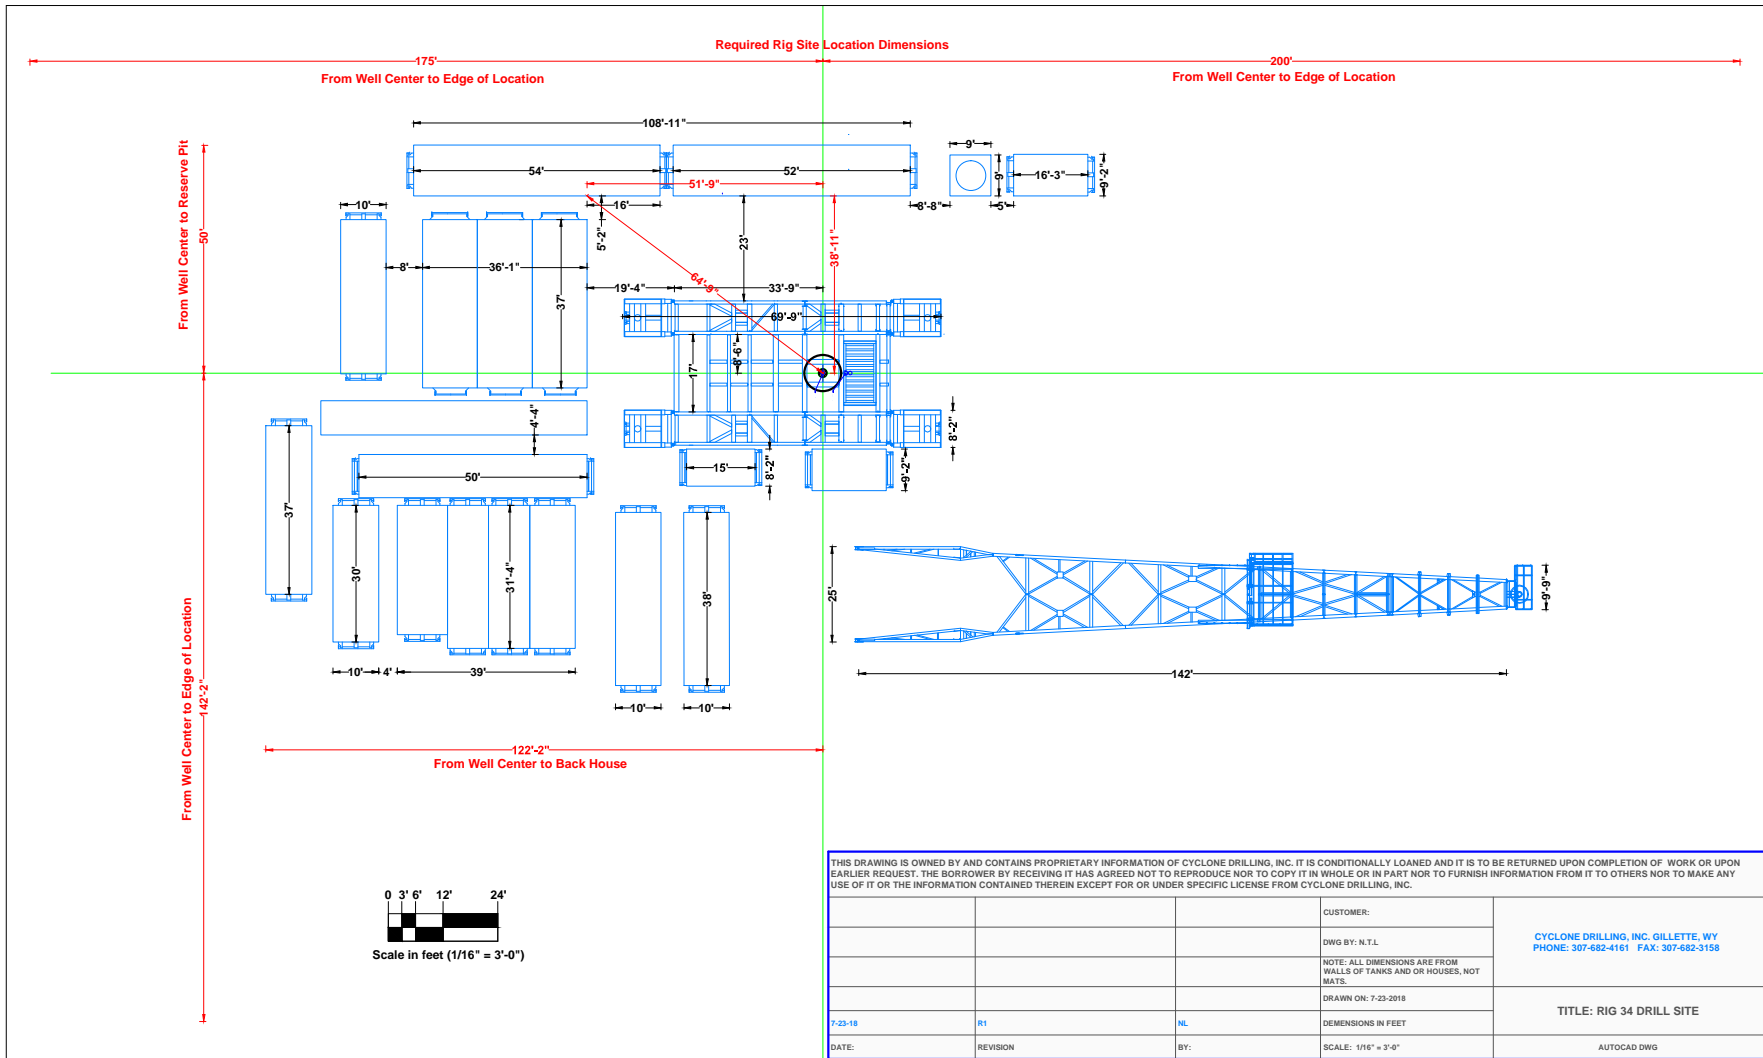 Required Rig Site Location Dimensions
175'
200'
From Well Center to Edge of Location
From Well Center to Edge of Location
108'-11"
From Well Center to Reserve Pit
50'
54'
52'
51'-9"
9'
9'
16'-3"
9'-2"
10'
16'
8'-8"
5'
5'-2"
23'
38'-11"
8'
36'-1"
37'
19'-4"
33'-9"
64'-9"
69'-9"
8'-6"
17'
4'-4"
8'-2"
15'
8'-2"
9'-2"
50'
37'
30'
31'-4"
38'
25'
9'-9"
10'
4'
39'
142'
10'
10'
From Well Center to Edge of Location
142'-2"
122'-2"
From Well Center to Back House
0 3' 6' 12' 24'
Scale in feet (1/16" = 3'-0")
THIS DRAWING IS OWNED BY AND CONTAINS PROPRIETARY INFORMATION OF CYCLONE DRILLING, INC. IT IS CONDITIONALLY LOANED AND IT IS TO BE RETURNED UPON COMPLETION OF WORK OR UPON
EARLIER REQUEST. THE BORROWER BY RECEIVING IT HAS AGREED NOT TO REPRODUCE NOR TO COPY IT IN WHOLE OR IN PART NOR TO FURNISH INFORMATION FROM IT TO OTHERS NOR TO MAKE ANY
USE OF IT OR THE INFORMATION CONTAINED THEREIN EXCEPT FOR OR UNDER SPECIFIC LICENSE FROM CYCLONE DRILLING, INC.
CUSTOMER:
DWG BY: N.T.L
CYCLONE DRILLING, INC. GILLETTE, WY
PHONE: 307-682-4161 FAX: 307-682-3158
NOTE: ALL DIMENSIONS ARE FROM
WALLS OF TANKS AND OR HOUSES, NOT
MATS.
DRAWN ON: 7-23-2018
TITLE: RIG 34 DRILL SITE
7-23-18 R1 NL DEMENSIONS IN FEET
DATE: REVISION BY: SCALE: 1/16" = 3'-0" AUTOCAD DWG